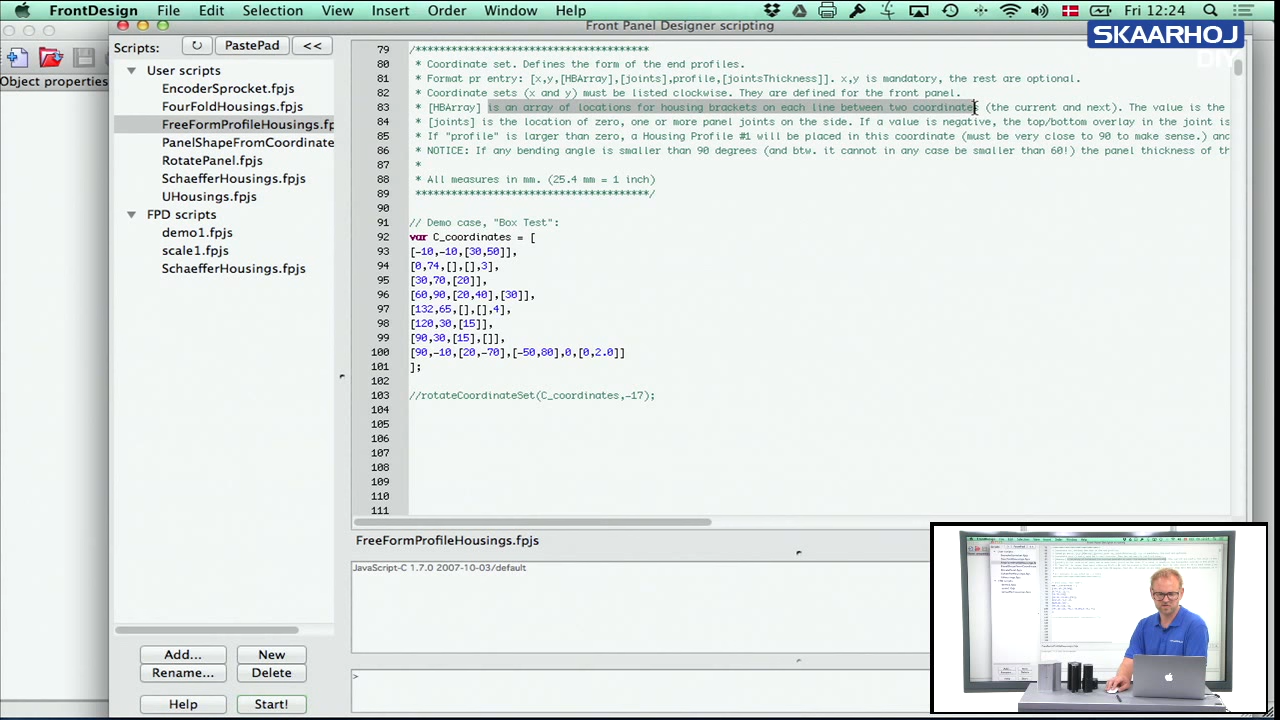 FrontDesign File Edit Selection View Insert Order Window Help Fri 12:24
Front Panel Designer scripting
SKAARHOJ
DIY
Object properties
Scripts: PastePad <<
User scripts
EncoderSprocket.fpjs
FourFoldHousings.fpjs
FreeFormProfileHousings.fp
PanelShapeFromCoordinate
RotatePanel.fpjs
SchaefferHousings.fpjs
UHousings.fpjs
FPD scripts
demo1.fpjs
scale1.fpjs
SchaefferHousings.fpjs
Add... New
Rename... Delete
Help Start!
79 /***************************************
80 * Coordinate set. Defines the form of the end profiles.
81 * Format pr entry: [x,y,[HBArray],[joints],profile,[jointsThickness]]. x,y is mandatory, the rest are optional.
82 * Coordinate sets (x and y) must be listed clockwise. They are defined for the front panel.
83 * [HBArray] is an array of locations for housing brackets on each line between two coordinates (the current and next). The value is the
84 * [joints] is the location of zero, one or more panel joints on the side. If a value is negative, the top/bottom overlay in the joint is
85 * If "profile" is larger than zero, a Housing Profile #1 will be placed in this coordinate (must be very close to 90 to make sense.) and
86 * NOTICE: If any bending angle is smaller than 90 degrees (and btw. it cannot in any case be smaller than 60!) the panel thickness of th
87 *
88 * All measures in mm. (25.4 mm = 1 inch)
89 ***************************************/
90
91 // Demo case, "Box Test":
92 var C_coordinates = [
93 [-10,-10,[30,50]],
94 [0,74,[],[],3],
95 [30,70,[20]],
96 [60,90,[20,40],[30]],
97 [132,65,[],[],4],
98 [120,30,[15]],
99 [90,30,[15],[]],
100 [90,-10,[20,-70],[-50,80],0,[0,2.0]]
101 ];
102
103 //rotateCoordinateSet(C_coordinates,-17);
104
105
106
107
108
109
110
111
FreeFormProfileHousings.fpjs
JavaScript-C 1.7.0 2007-10-03/default
>